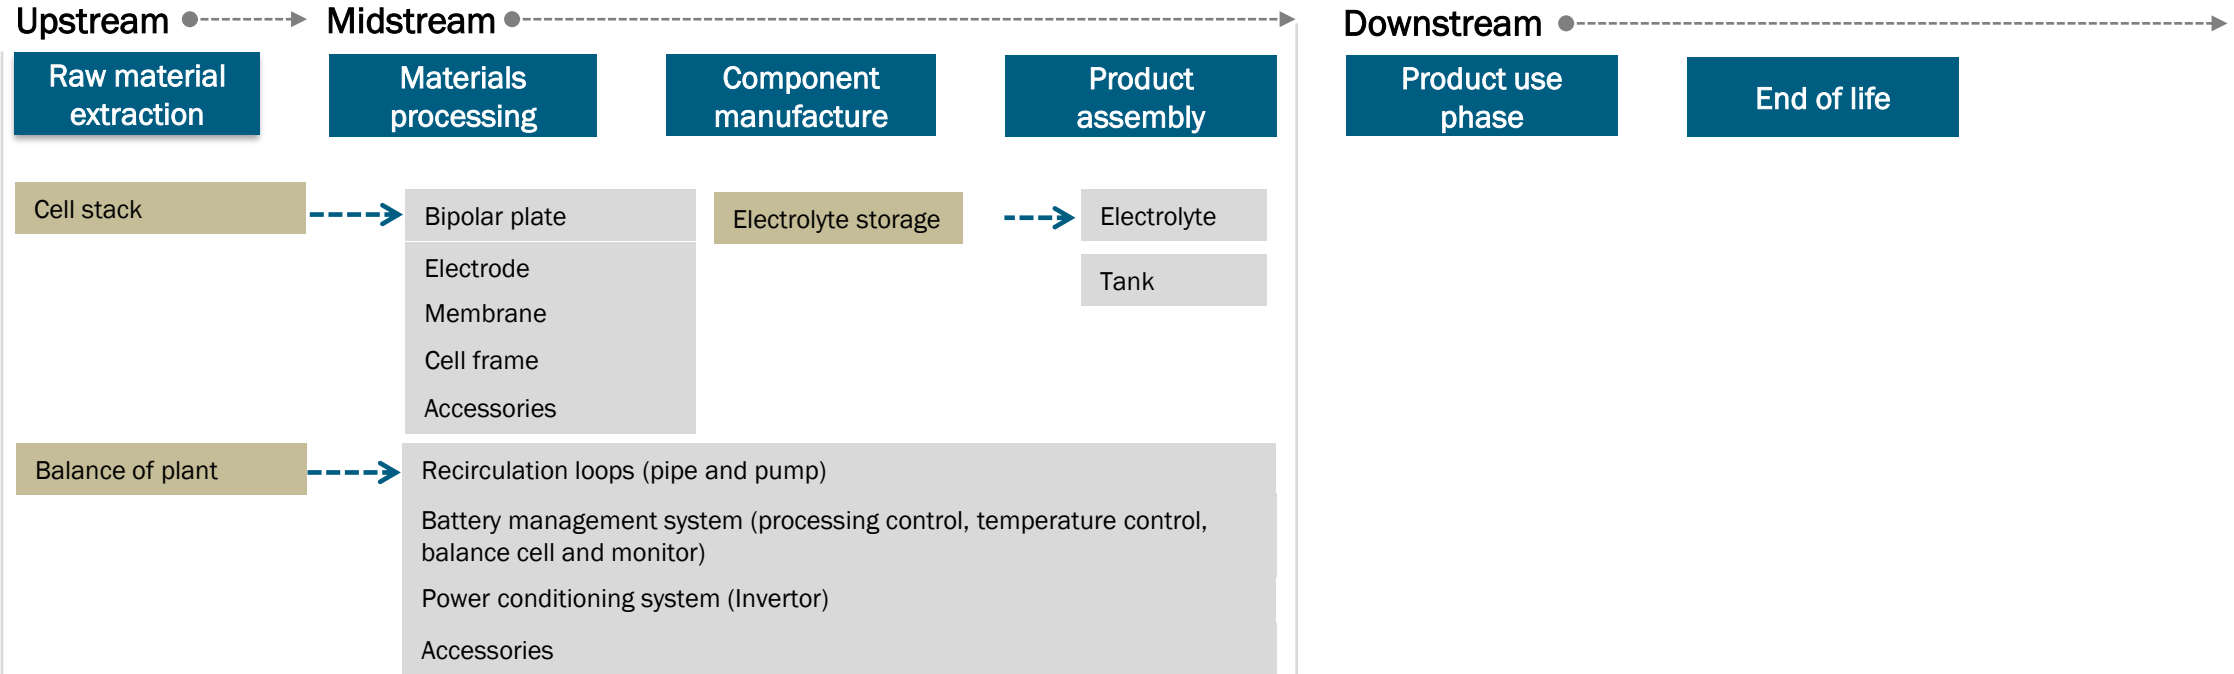 Upstream
Midstream
Downstream
Raw material
extraction
Materials
processing
Component
manufacture
Product
assembly
Product use
phase
End of life
Cell stack
Bipolar plate
Electrode
Membrane
Cell frame
Accessories
Electrolyte storage
Electrolyte
Tank
Balance of plant
Recirculation loops (pipe and pump)
Battery management system (processing control, temperature control,
balance cell and monitor)
Power conditioning system (Invertor)
Accessories